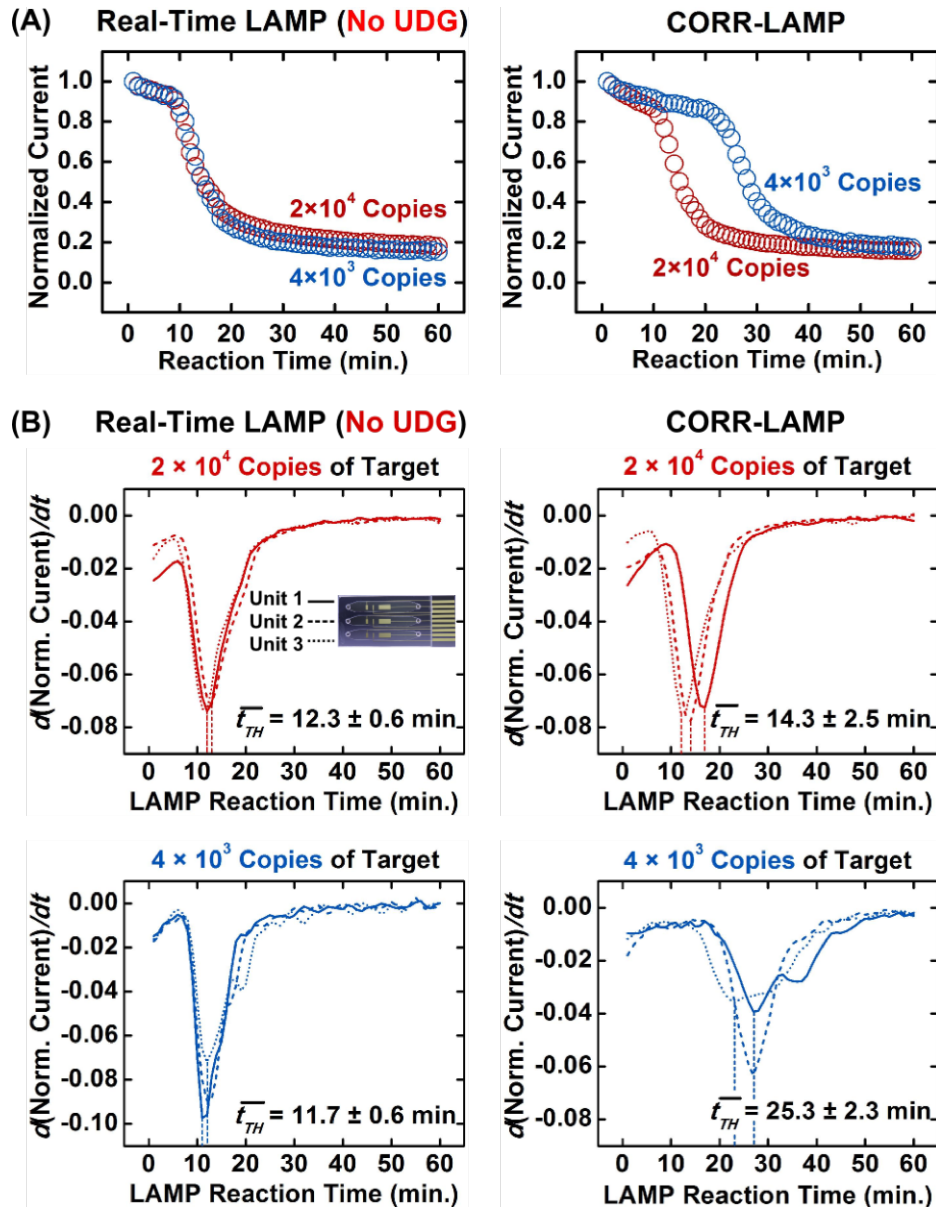 (A) Real-Time LAMP (No UDG) CORR-LAMP
Normalized Current
1.0
0.8
0.6
0.4
0.2
0.0
2×10⁴ Copies
4×10³ Copies
0 10 20 30 40 50 60
Reaction Time (min.)
Normalized Current
1.0
0.8
0.6
0.4
0.2
0.0
4×10³ Copies
2×10⁴ Copies
0 10 20 30 40 50 60
Reaction Time (min.)
(B) Real-Time LAMP (No UDG) CORR-LAMP
2 × 10⁴ Copies of Target
d(Norm. Curent)/dt
0.00
-0.02
-0.04
-0.06
-0.08
Unit 1
Unit 2
Unit 3
t_TH = 12.3 ± 0.6 min
0 10 20 30 40 50 60
LAMP Reaction Time (min.)
2 × 10⁴ Copies of Target
d(Norm. Current)/dt
0.00
-0.02
-0.04
-0.06
-0.08
t_TH = 14.3 ± 2.5 min
0 10 20 30 40 50 60
LAMP Reaction Time (min.)
4 × 10³ Copies of Target
d(Norm. Current)/dt
0.00
-0.02
-0.04
-0.06
-0.08
-0.10
t_TH = 11.7 ± 0.6 min
0 10 20 30 40 50 60
LAMP Reaction Time (min.)
4 × 10³ Copies of Target
d(Norm. Current)/dt
0.00
-0.02
-0.04
-0.06
-0.08
t_TH = 25.3 ± 2.3 min
0 10 20 30 40 50 60
LAMP Reaction Time (min.)